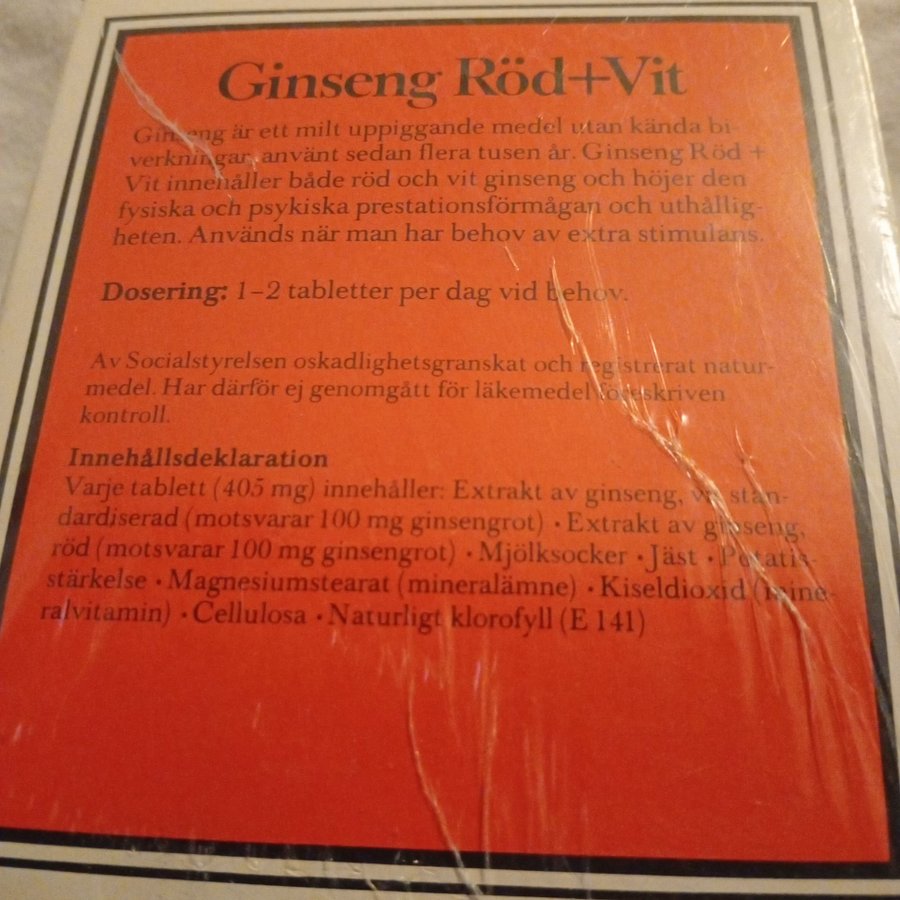 Ginseng Röd+Vit
Ginseng är ett milt uppiggande medel utan kända bi-
verkningar, använt sedan flera tusen år. Ginseng Röd +
Vit innehåller både röd och vit ginseng och höjer den
fysiska och psykiska prestationsförmågan och uthållig-
heten. Används när man har behov av extra stimulans.
Dosering: 1–2 tabletter per dag vid behov.
Av Socialstyrelsen oskadlighetsgranskat och registrerat natur-
medel. Har därför ej genomgått för läkemedel föreskriven
kontroll.
Innehållsdeklaration
Varje tablett (405 mg) innehåller: Extrakt av ginseng, vit stan-
dardiserad (motsvarar 100 mg ginsengrot) · Extrakt av ginseng,
röd (motsvarar 100 mg ginsengrot) · Mjölksocker · Jäst · Potatis-
stärkelse · Magnesiumstearat (mineralämne) · Kiseldioxid (mine-
ralvitamin) · Cellulosa · Naturligt klorofyll (E 141)